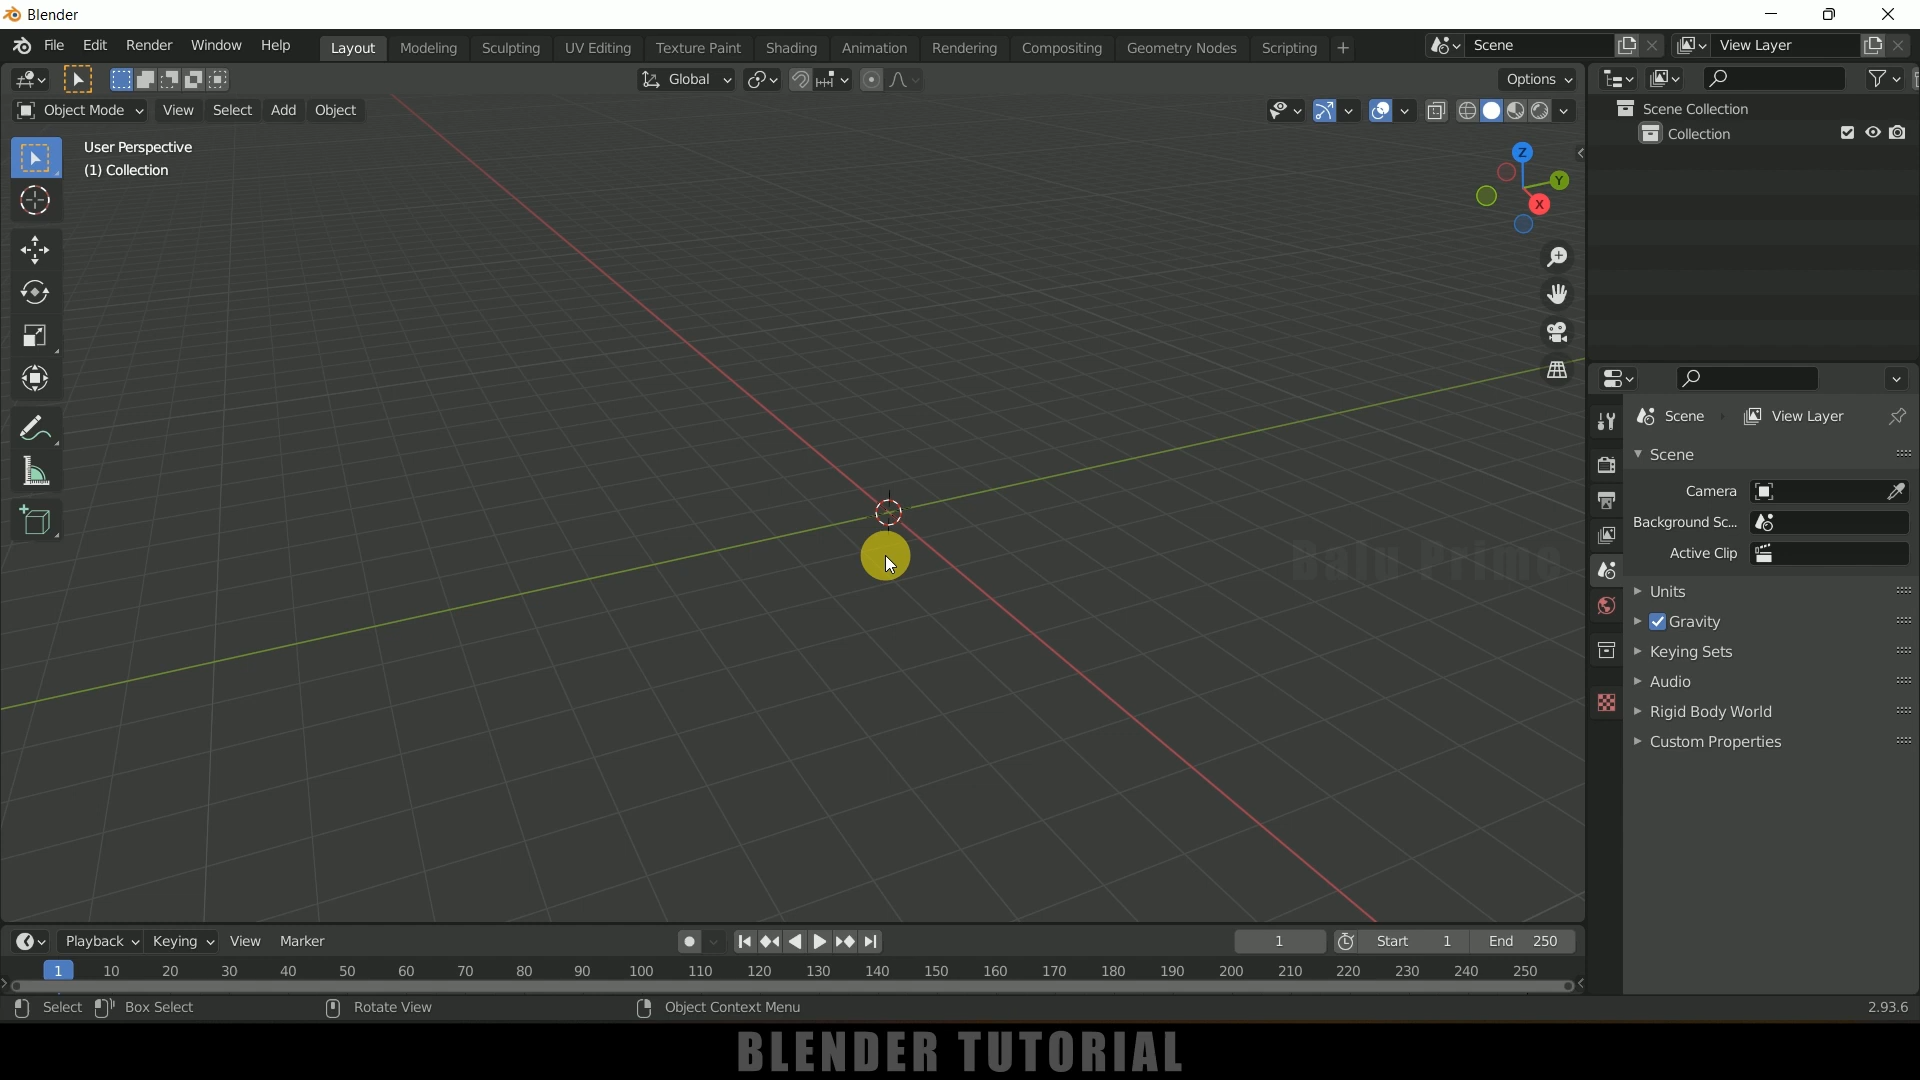 Blender
File Edit Render Window Help Layout Modeling Sculpting UV Editing Texture Paint Shading Animation Rendering Compositing Geometry Nodes Scripting + Scene View Layer
Global Options
Object Mode View Select Add Object
Scene Collection
Collection
User Perspective
(1) Collection
Z
Y
X
Scene View Layer
Scene
Camera
Background Sc...
Active Clip
Balu Prime
Units
Gravity
Keying Sets
Audio
Rigid Body World
Custom Properties
Playback Keying View Marker 1 Start 1 End 250
1 10 20 30 40 50 60 70 80 90 100 110 120 130 140 150 160 170 180 190 200 210 220 230 240 250
Select Box Select Rotate View Object Context Menu 2.93.6
BLENDER TUTORIAL